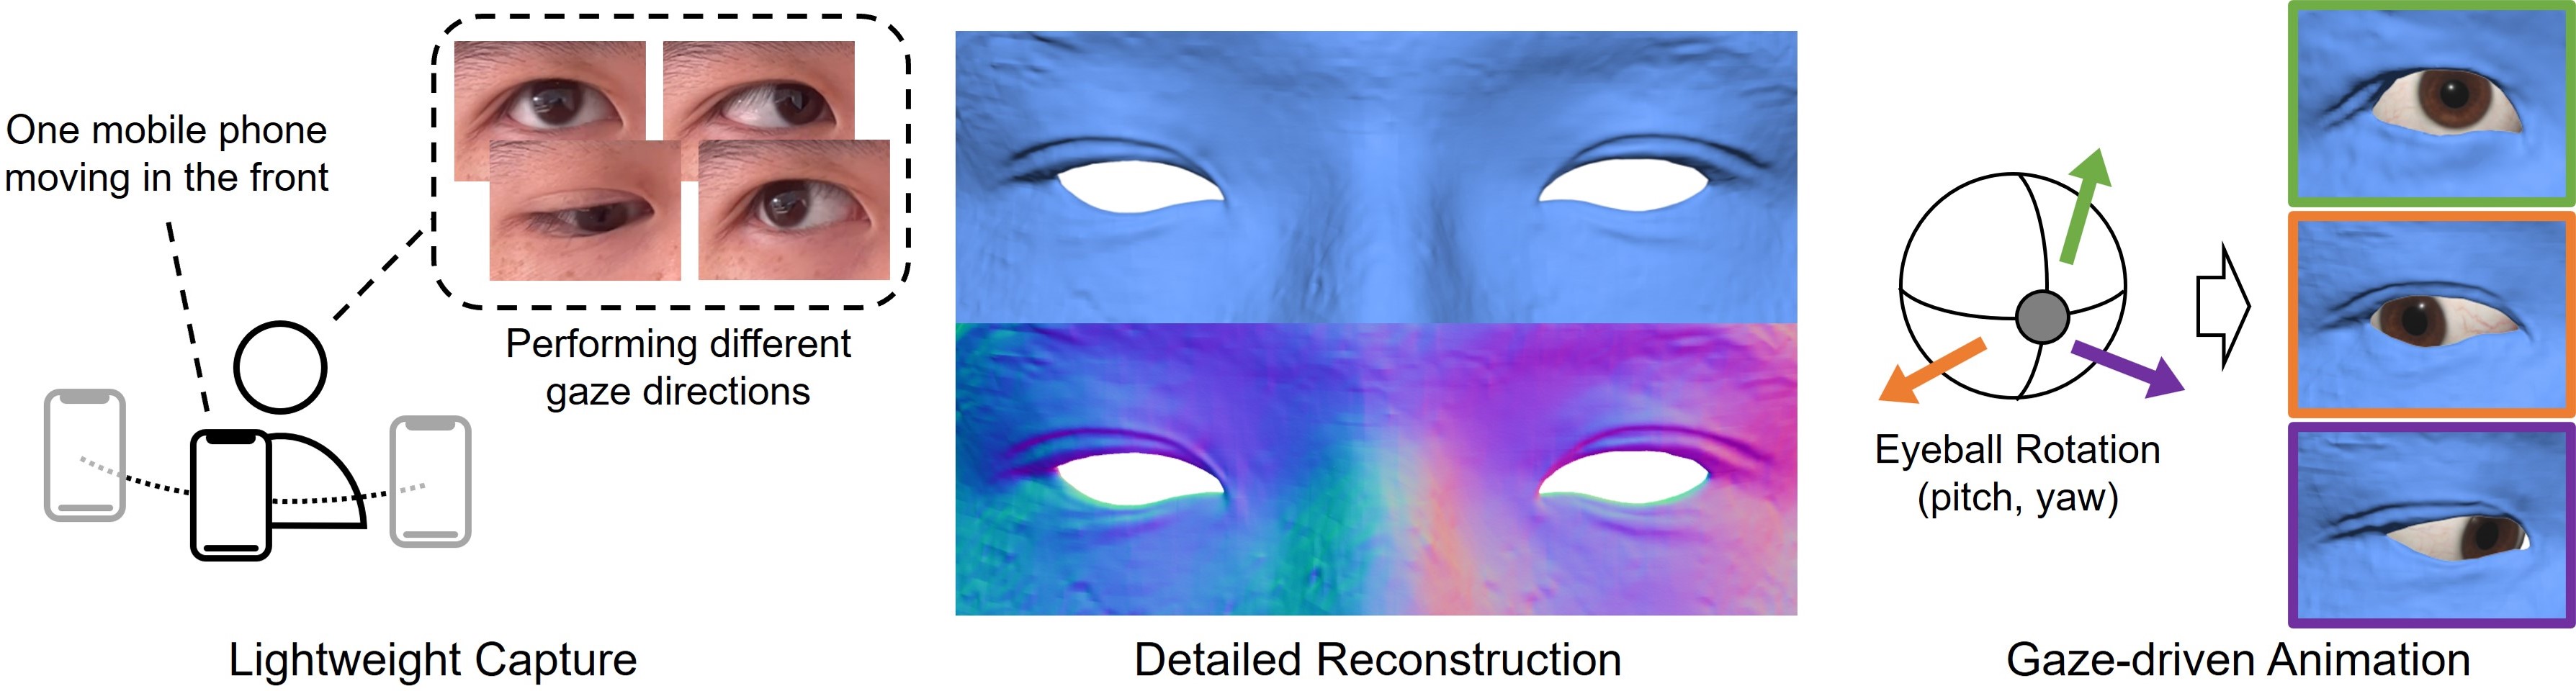 One mobile phone
moving in the front
Performing different
gaze directions
Eyeball Rotation
(pitch, yaw)
Lightweight Capture
Detailed Reconstruction
Gaze-driven Animation